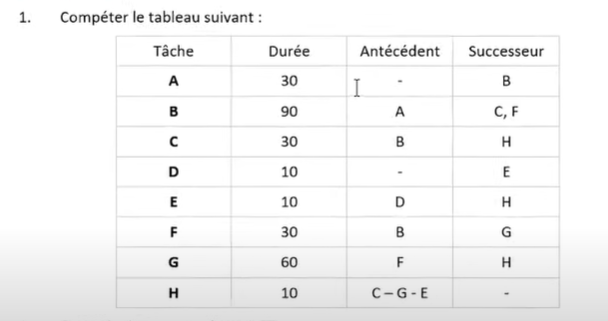 1. Compéter le tableau suivant :
Tâche Durée Antécédent Successeur
A 30 - B
B 90 A C, F
C 30 B H
D 10 - E
E 10 D H
F 30 B G
G 60 F H
H 10 C – G - E -